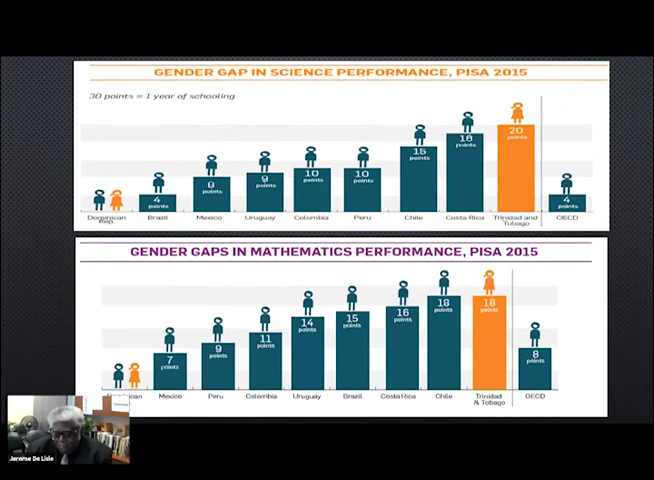 GENDER GAP IN SCIENCE PERFORMANCE, PISA 2015
30 points = 1 year of schooling
4 points
8 points
9 points
10 points
10 points
15 points
18 points
20 points
4 points
Dominican Rep.
Brazil
Mexico
Uruguay
Colombia
Peru
Chile
Costa Rica
Trinidad and Tobago
OECD
GENDER GAPS IN MATHEMATICS PERFORMANCE, PISA 2015
7 points
9 points
11 points
14 points
15 points
16 points
18 points
18 points
8 points
Mexico
Peru
Colombia
Uruguay
Brazil
Costa Rica
Chile
Trinidad & Tobago
OECD
Jerome De Lisle